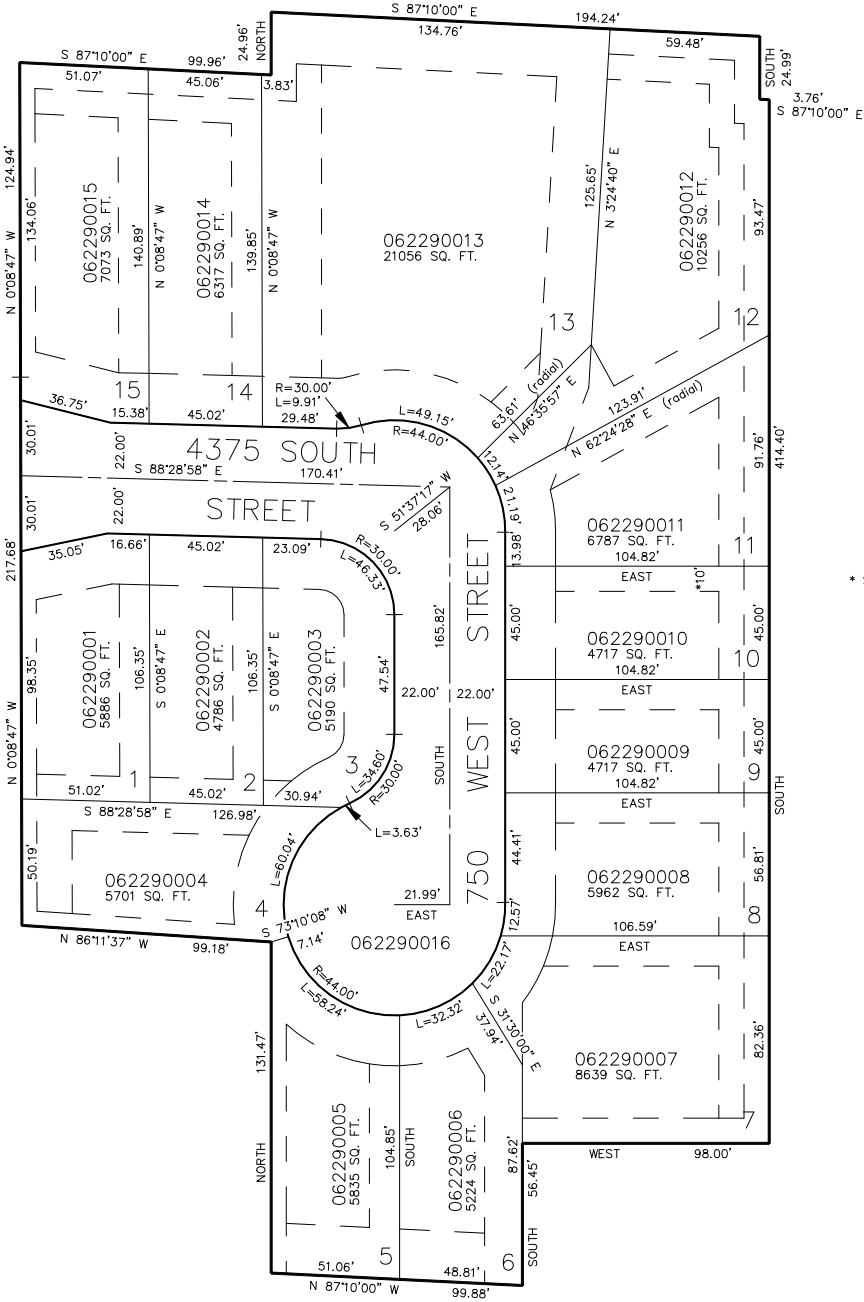 S 87°10'00" E
194.24'
134.76'
59.48'
24.96'
NORTH
SOUTH
24.99'
3.76'
S 87°10'00" E
S 87°10'00" E
99.96'
51.07'
45.06'
3.83'
124.94'
N 0°08'47" W
134.06'
062290015
7073 SQ. FT.
140.89'
N 0°08'47" W
062290014
6317 SQ. FT.
139.85'
N 0°08'47" W
062290013
21056 SQ. FT.
125.65'
N 3°24'40" E
062290012
10256 SQ. FT.
93.47'
13
12
15
14
R=30.00'
L=9.91'
36.75'
15.38'
45.02'
29.48'
L=49.15'
R=44.00'
63.61'
(radial)
N 46°35'57" E
123.91'
N 62°24'28" E (radial)
12.14'
21.19'
91.76'
414.40'
30.01'
22.00'
4375 SOUTH
S 88°28'58" E
170.41'
S 51°37'17" W
28.06'
STREET
30.01'
22.00'
35.05'
16.66'
45.02'
23.09'
R=30.00'
L=46.33'
13.98'
062290011
6787 SQ. FT.
104.82'
EAST
11
*10'
*
217.68'
98.35'
N 0°08'47" W
062290001
5886 SQ. FT.
106.35'
S 0°08'47" E
062290002
4786 SQ. FT.
106.35'
S 0°08'47" E
062290003
5190 SQ. FT.
47.54'
165.82'
22.00'
22.00'
SOUTH
750 WEST STREET
45.00'
062290010
4717 SQ. FT.
104.82'
EAST
10
45.00'
45.00'
062290009
4717 SQ. FT.
104.82'
EAST
9
45.00'
SOUTH
1
2
3
L=34.60'
R=30.00'
51.02'
45.02'
30.94'
S 88°28'58" E
126.98'
L=3.63'
50.19'
062290004
5701 SQ. FT.
L=60.04'
4
44.41'
062290008
5962 SQ. FT.
56.81'
8
21.99'
EAST
12.57'
106.59'
EAST
S 73°10'08" W
7.14'
062290016
N 86°11'37" W
99.18'
R=44.00'
L=58.24'
L=32.32'
L=22.17'
S 31°30'00" E
37.94'
131.47'
NORTH
062290007
8639 SQ. FT.
82.36'
7
WEST
98.00'
062290005
5835 SQ. FT.
104.85'
SOUTH
062290006
5224 SQ. FT.
87.62'
56.45'
SOUTH
5
6
51.06'
48.81'
N 87°10'00" W
99.88'